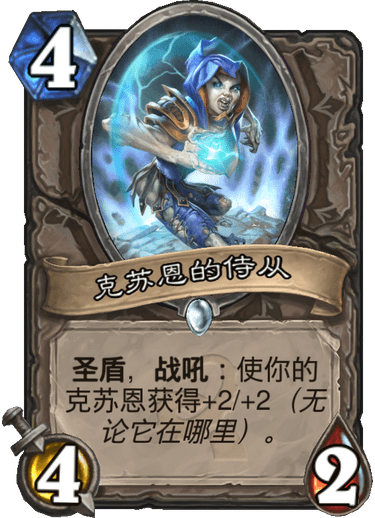 4
克苏恩的侍从
圣盾，战吼：使你的
克苏恩获得+2/+2（无
论它在哪里）。
4
2